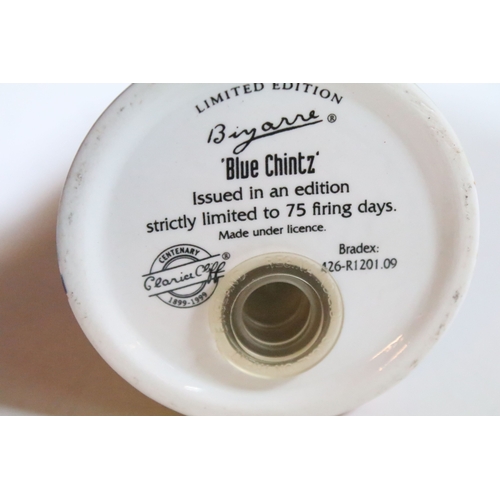 LIMITED EDITION
Bizarre ®
'Blue Chintz'
Issued in an edition
strictly limited to 75 firing days.
Made under licence.
CENTENARY
Clarice Cliff ®
1899-1999
Bradex:
426-R1201.09